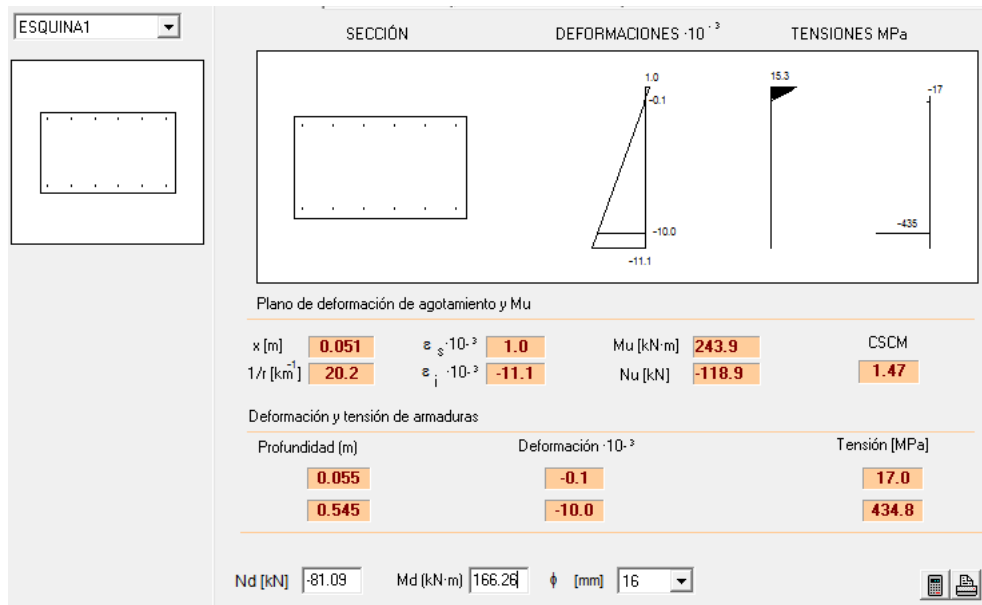 ESQUINA1
SECCIÓN DEFORMACIONES ·10⁻³ TENSIONES MPa
1.0 15.3
-0.1 -17
-10.0 -435
-11.1
Plano de deformación de agotamiento y Mu
x [m] 0.051 ε s ·10-³ 1.0 Mu [kN·m] 243.9 CSCM
1/r [km⁻¹] 20.2 ε i ·10-³ -11.1 Nu [kN] -118.9 1.47
Deformación y tensión de armaduras
Profundidad (m) Deformación ·10-³ Tensión [MPa]
0.055 -0.1 17.0
0.545 -10.0 434.8
Nd [kN] -81.09 Md (kN·m) 166.26 ϕ [mm] 16